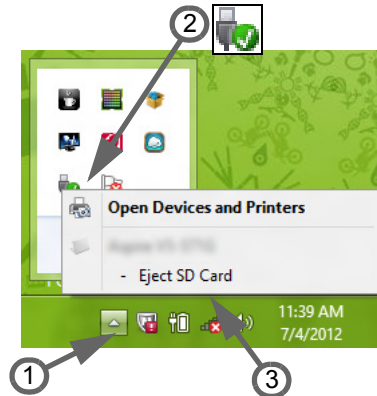 2
Open Devices and Printers
- Eject SD Card
11:39 AM
7/4/2012
1
3